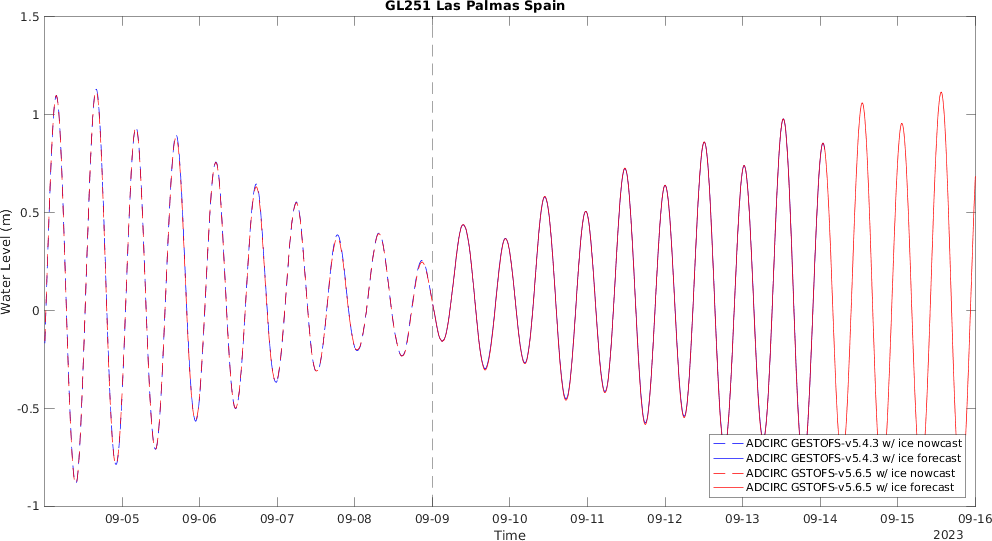 GL251 Las Palmas Spain
1.5
1
0.5
0
-0.5
-1
Water Level (m)
09-05 09-06 09-07 09-08 09-09 09-10 09-11 09-12 09-13 09-14 09-15 09-16
Time
2023
ADCIRC GESTOFS-v5.4.3 w/ ice nowcast
ADCIRC GESTOFS-v5.4.3 w/ ice forecast
ADCIRC GSTOFS-v5.6.5 w/ ice nowcast
ADCIRC GSTOFS-v5.6.5 w/ ice forecast